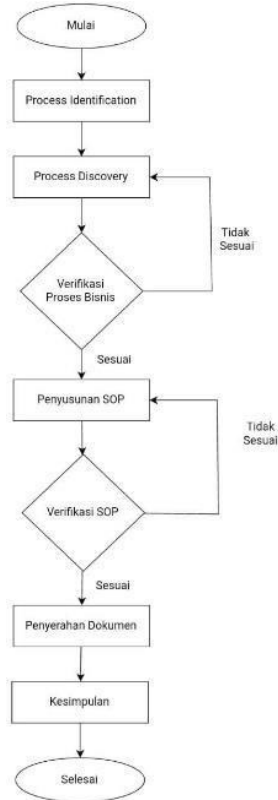 Mulai
Process Identification
Process Discovery
Tidak
Sesuai
Verifikasi
Proses Bisnis
Sesuai
Penyusunan SOP
Tidak
Sesuai
Verifikasi SOP
Sesuai
Penyerahan Dokumen
Kesimpulan
Selesai